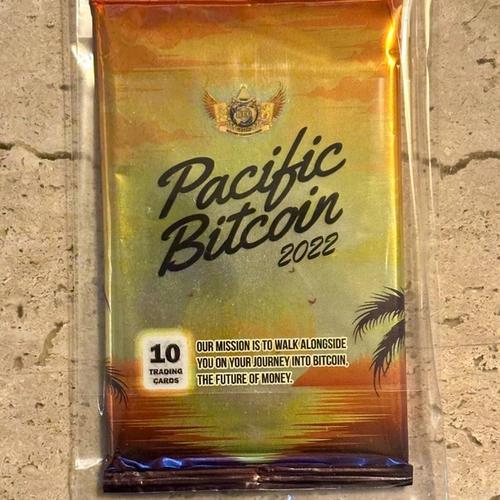 Pacific
Bitcoin
2022
10
TRADING
CARDS
OUR MISSION IS TO WALK ALONGSIDE
YOU ON YOUR JOURNEY INTO BITCOIN,
THE FUTURE OF MONEY.